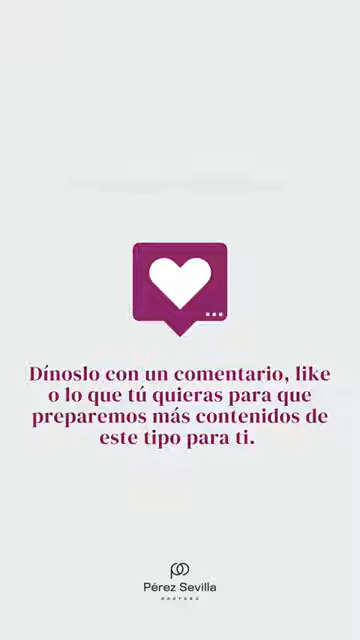 Dínoslo con un comentario, like
o lo que tú quieras para que
preparemos más contenidos de
este tipo para ti.
Pérez Sevilla